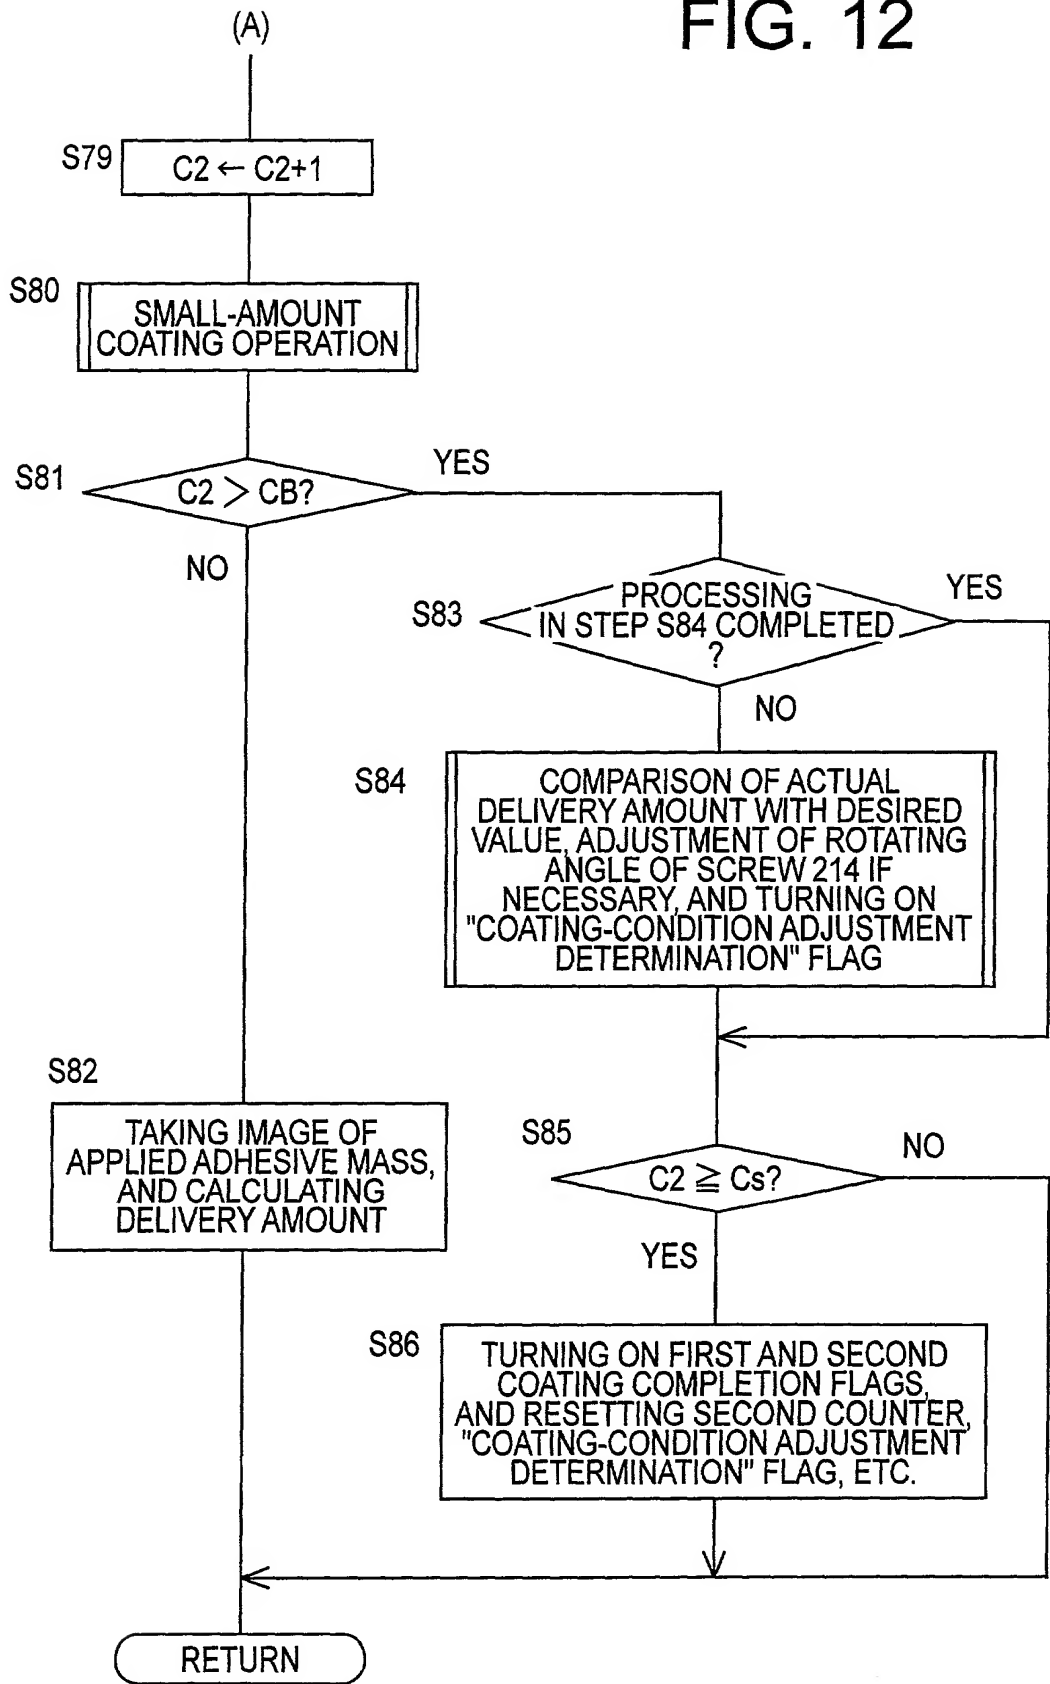 FIG. 12
(A)
S79
C2 ← C2+1
S80
SMALL-AMOUNT
COATING OPERATION
S81
C2 > CB?
YES
NO
S83
PROCESSING
IN STEP S84 COMPLETED
?
YES
NO
S84
COMPARISON OF ACTUAL
DELIVERY AMOUNT WITH DESIRED
VALUE, ADJUSTMENT OF ROTATING
ANGLE OF SCREW 214 IF
NECESSARY, AND TURNING ON
"COATING-CONDITION ADJUSTMENT
DETERMINATION" FLAG
S82
TAKING IMAGE OF
APPLIED ADHESIVE MASS,
AND CALCULATING
DELIVERY AMOUNT
S85
C2 ≧ Cs?
NO
YES
S86
TURNING ON FIRST AND SECOND
COATING COMPLETION FLAGS,
AND RESETTING SECOND COUNTER,
"COATING-CONDITION ADJUSTMENT
DETERMINATION" FLAG, ETC.
RETURN